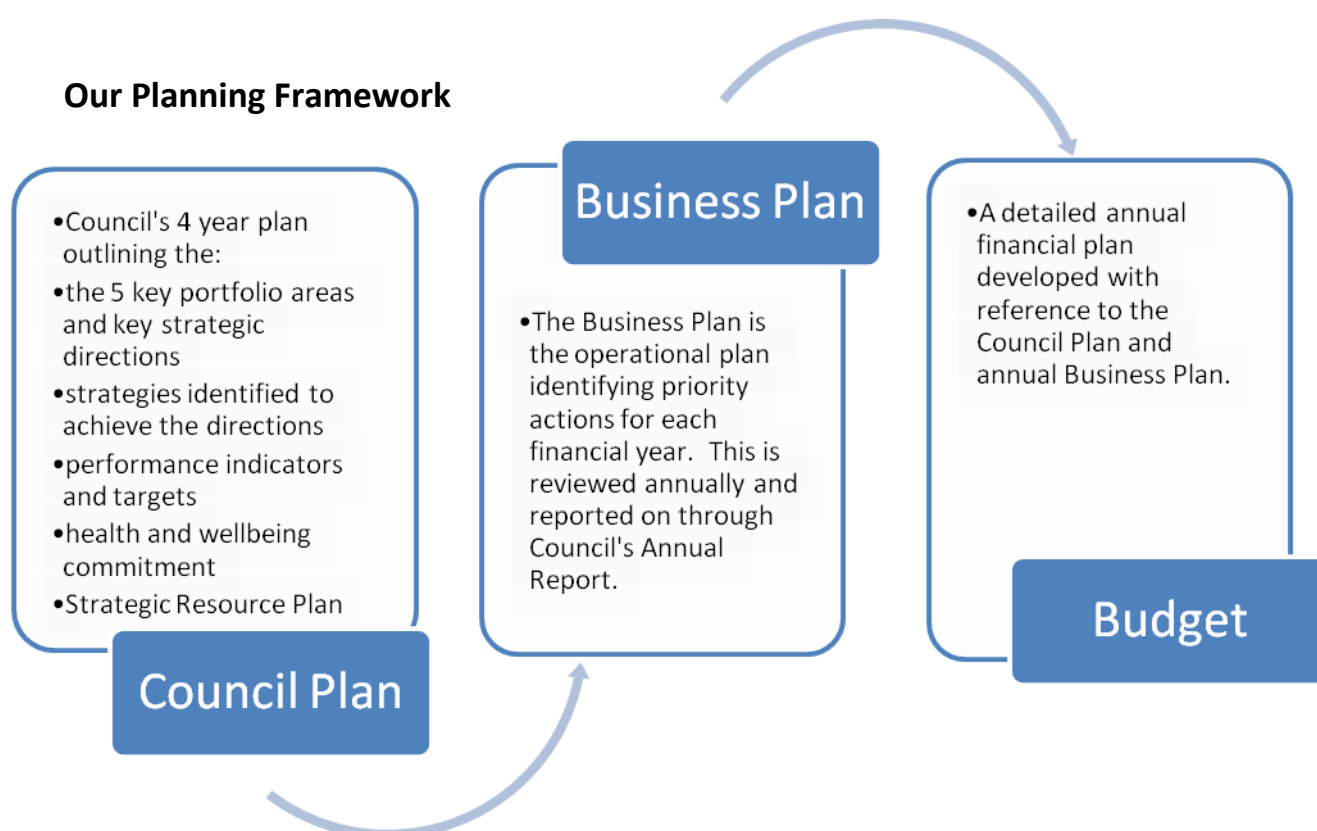 Our Planning Framework
•Council's 4 year plan
outlining the:
•the 5 key portfolio areas
and key strategic
directions
•strategies identified to
achieve the directions
•performance indicators
and targets
•health and wellbeing
commitment
•Strategic Resource Plan
Council Plan
Business Plan
•The Business Plan is
the operational plan
identifying priority
actions for each
financial year.  This is
reviewed annually and
reported on through
Council's Annual
Report.
•A detailed annual
financial plan
developed with
reference to the
Council Plan and
annual Business Plan.
Budget